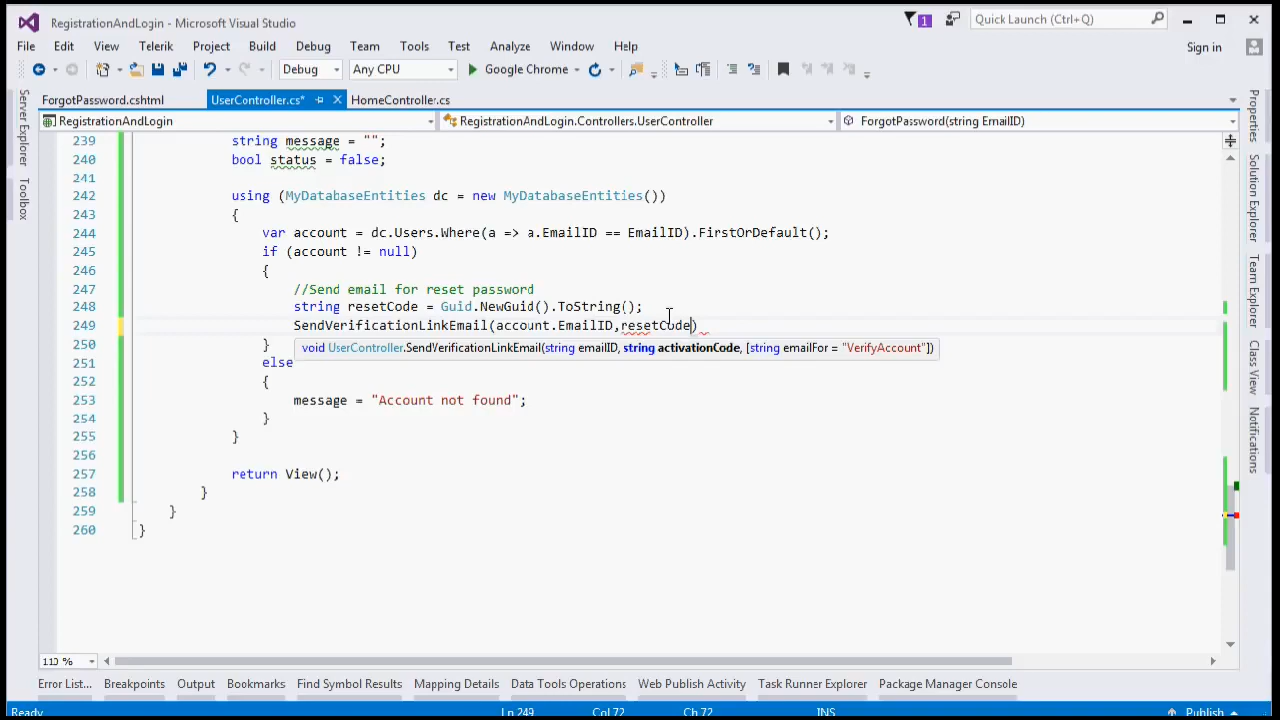 RegistrationAndLogin - Microsoft Visual Studio
1
Quick Launch (Ctrl+Q)
File Edit View Telerik Project Build Debug Team Tools Test Analyze Window Help
Sign in
Debug Any CPU Google Chrome
ForgotPassword.cshtml UserController.cs* HomeController.cs
RegistrationAndLogin RegistrationAndLogin.Controllers.UserController ForgotPassword(string EmailID)
239 string message = "";
240 bool status = false;
241
242 using (MyDatabaseEntities dc = new MyDatabaseEntities())
243 {
244 var account = dc.Users.Where(a => a.EmailID == EmailID).FirstOrDefault();
245 if (account != null)
246 {
247 //Send email for reset password
248 string resetCode = Guid.NewGuid().ToString();
249 SendVerificationLinkEmail(account.EmailID,resetCode)
250 }
void UserController.SendVerificationLinkEmail(string emailID, string activationCode, [string emailFor = "VerifyAccount"])
251 else
252 {
253 message = "Account not found";
254 }
255 }
256
257 return View();
258 }
259 }
260 }
Server Explorer
Toolbox
Properties
Solution Explorer
Team Explorer
Class View
Notifications
110 %
Error List... Breakpoints Output Bookmarks Find Symbol Results Mapping Details Data Tools Operations Web Publish Activity Task Runner Explorer Package Manager Console
Ready Ln 249 Col 72 Ch 72 INS Publish